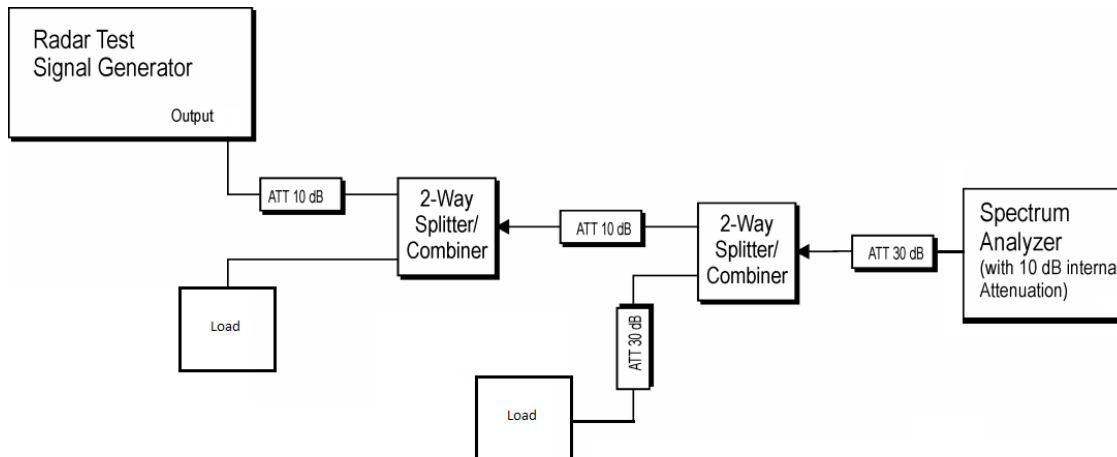 Radar Test
Signal Generator
Output
ATT 10 dB
2-Way
Splitter/
Combiner
ATT 10 dB
2-Way
Splitter/
Combiner
ATT 30 dB
Spectrum
Analyzer
(with 10 dB interna
Attenuation)
Load
ATT 30 dB
Load